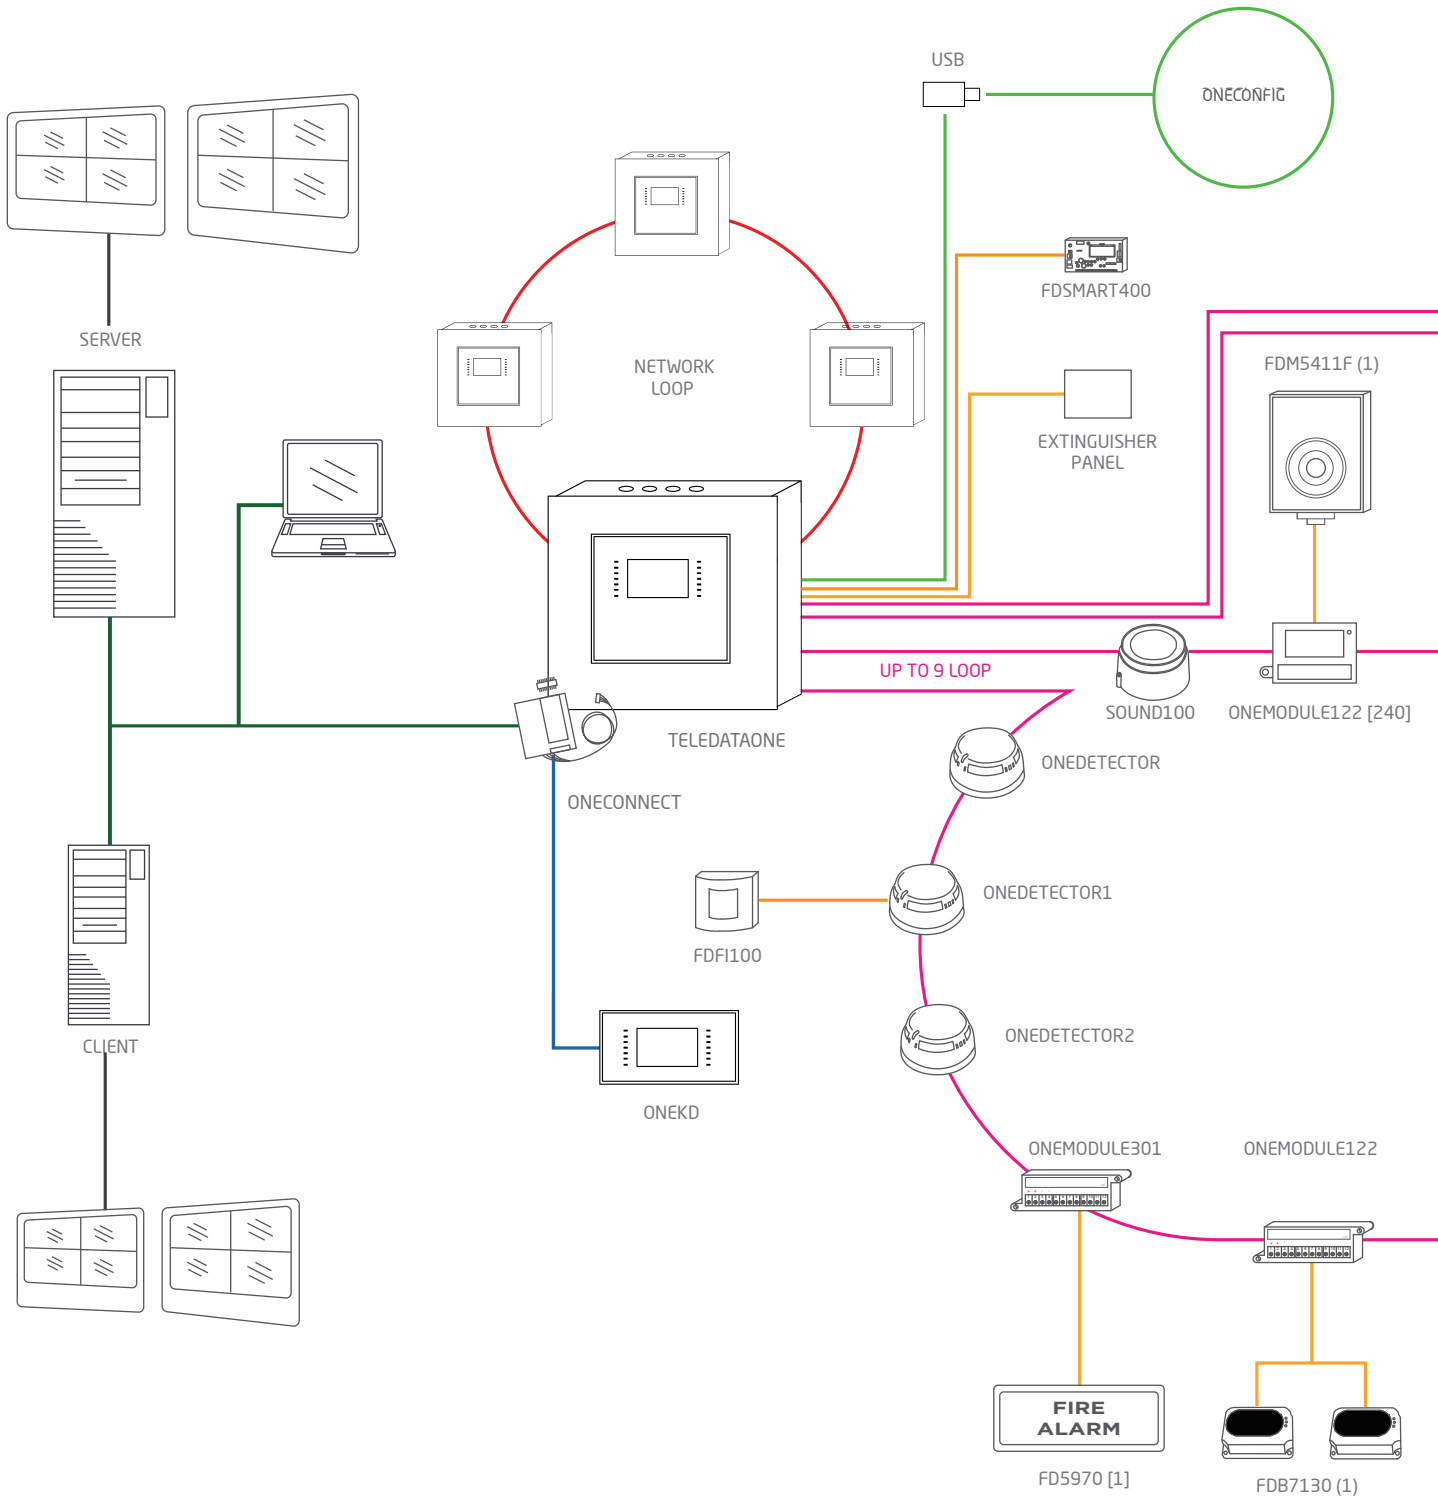 USB
ONECONFIG
FDSMART400
SERVER
NETWORK
LOOP
FDM5411F (1)
EXTINGUISHER
PANEL
UP TO 9 LOOP
SOUND100
ONEMODULE122 [240]
TELEDATAONE
ONEDETECTOR
ONECONNECT
ONEDETECTOR1
FDFI100
ONEDETECTOR2
CLIENT
ONEKD
ONEMODULE301
ONEMODULE122
FIRE
ALARM
FD5970 [1]
FDB7130 (1)